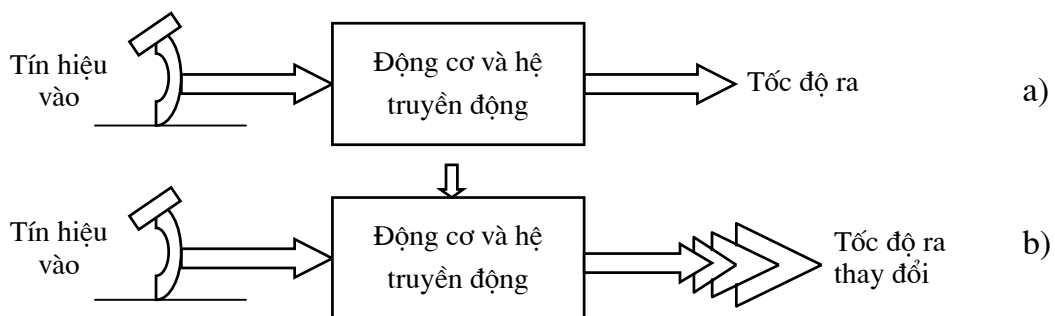 Tín hiệu
vào
Động cơ và hệ
truyền động
Tốc độ ra
a)
Tín hiệu
vào
Động cơ và hệ
truyền động
Tốc độ ra
thay đổi
b)